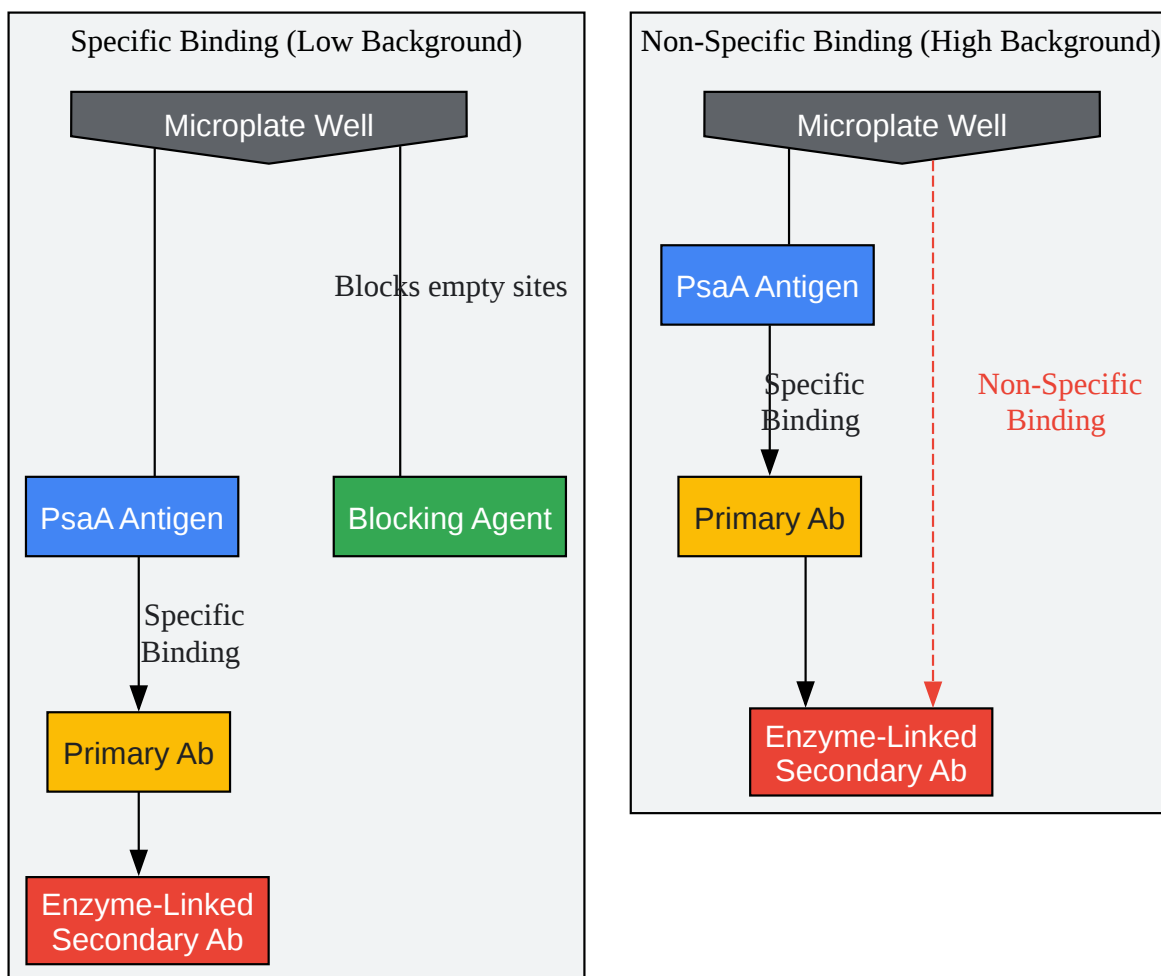 Specific Binding (Low Background)
Microplate Well
Blocks empty sites
PsaA Antigen
Blocking Agent
Specific
Binding
Primary Ab
Enzyme-Linked
Secondary Ab
Non-Specific Binding (High Background)
Microplate Well
PsaA Antigen
Specific
Binding
Non-Specific
Binding
Primary Ab
Enzyme-Linked
Secondary Ab